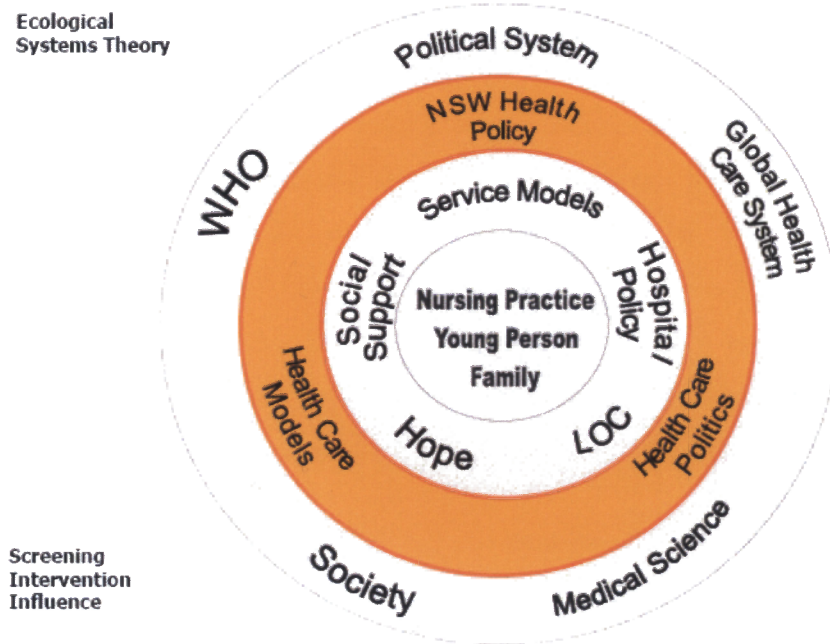 Ecological
Systems Theory
Political System
NSW Health
Policy
Global Health
Care System
WHO
Service Models
Social
Support
Hospital
Policy
Nursing Practice
Young Person
Family
Health Care
Models
Hope
LOC
Health Care
Politics
Society
Medical Science
Screening
Intervention
Influence